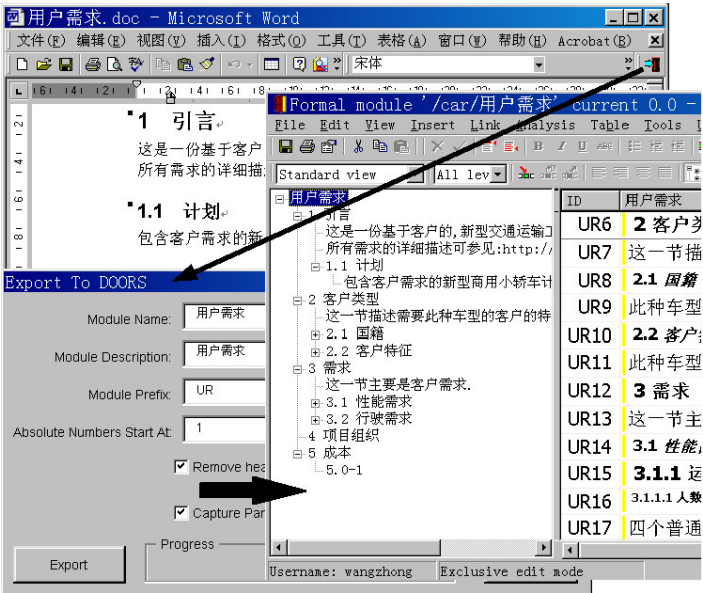 用户需求.doc - Microsoft Word
文件(F) 编辑(E) 视图(V) 插入(I) 格式(O) 工具(T) 表格(A) 窗口(W) 帮助(H) Acrobat(B)
宋体
1 引言
这是一份基于客户
所有需求的详细描
1.1 计划
包含客户需求的新
Export To DOORS
Module Name: 用户需求
Module Description: 用户需求
Module Prefix: UR
Absolute Numbers Start At: 1
Remove hea
Capture Par
Progress
Export
Formal module '/car/用户需求' current 0.0 -
File Edit View Insert Link Analysis Table Tools
Standard view All lev
用户需求
1 引言
这是一份基于客户的,新型交通运输工
所有需求的详细描述可参见:http://
1.1 计划
包含客户需求的新型商用小轿车计
2 客户类型
这一节描述需要此种车型的客户的特
2.1 国籍
2.2 客户特征
3 需求
这一节主要是客户需求.
3.1 性能需求
3.2 行驶需求
4 项目组织
5 成本
5.0-1
ID 用户需求
UR6 2 客户类
UR7 这一节描
UR8 2.1 国籍
UR9 此种车型
UR10 2.2 客户
UR11 此种车型
UR12 3 需求
UR13 这一节主
UR14 3.1 性能
UR15 3.1.1 运
UR16 3.1.1.1 人数
UR17 四个普通
Username: wangzhong Exclusive edit mode